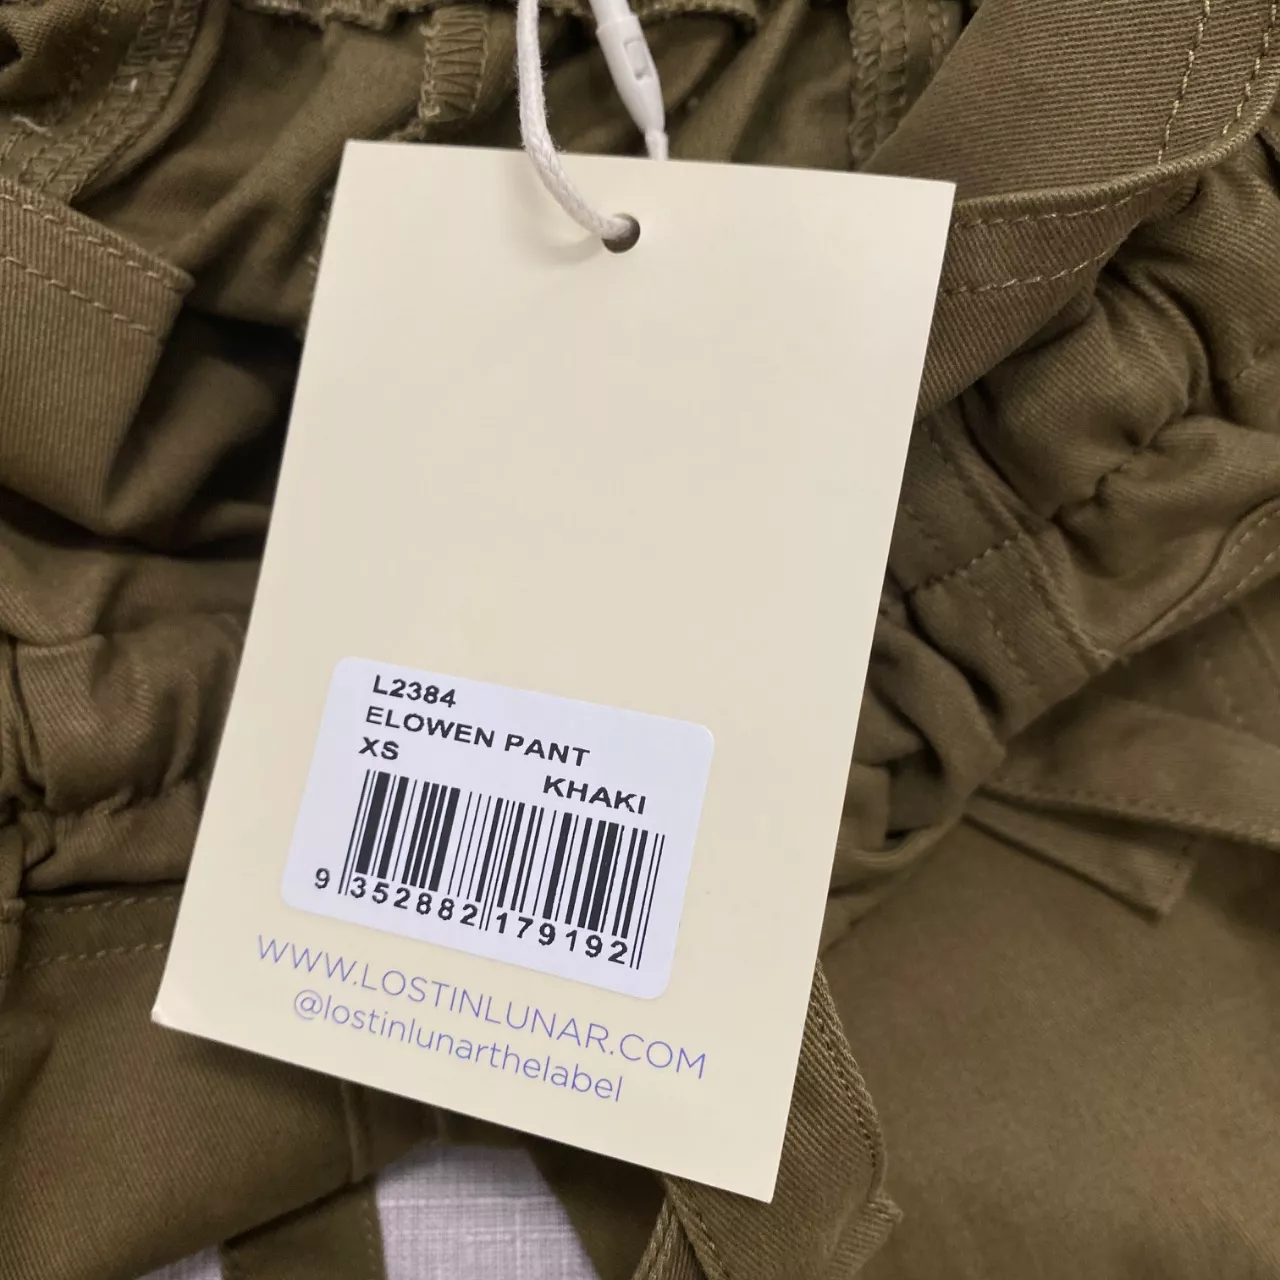 L2384
ELOWEN PANT
XS
KHAKI
9 352882 179192
WWW.LOSTINLUNAR.COM
@lostinlunarthelabel